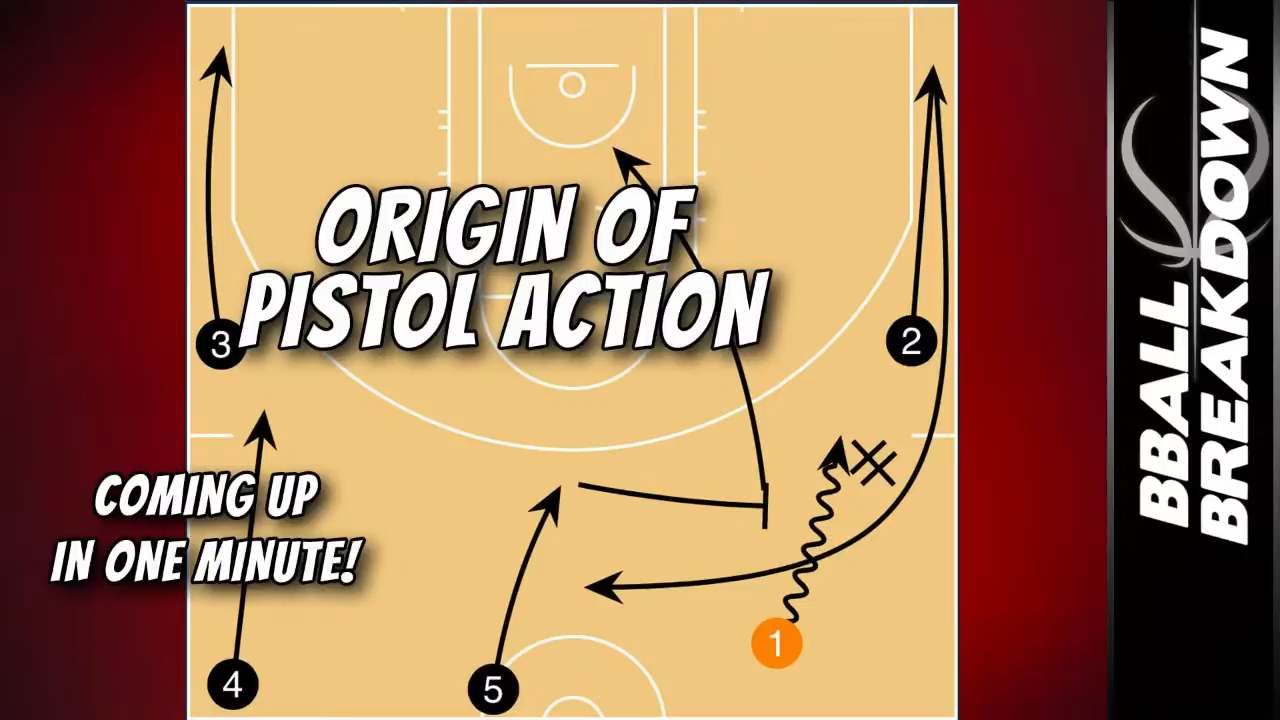 ORIGIN OF
PISTOL ACTION
3
2
COMING UP
IN ONE MINUTE!
1
4
5
BBALL
BREAKDOWN